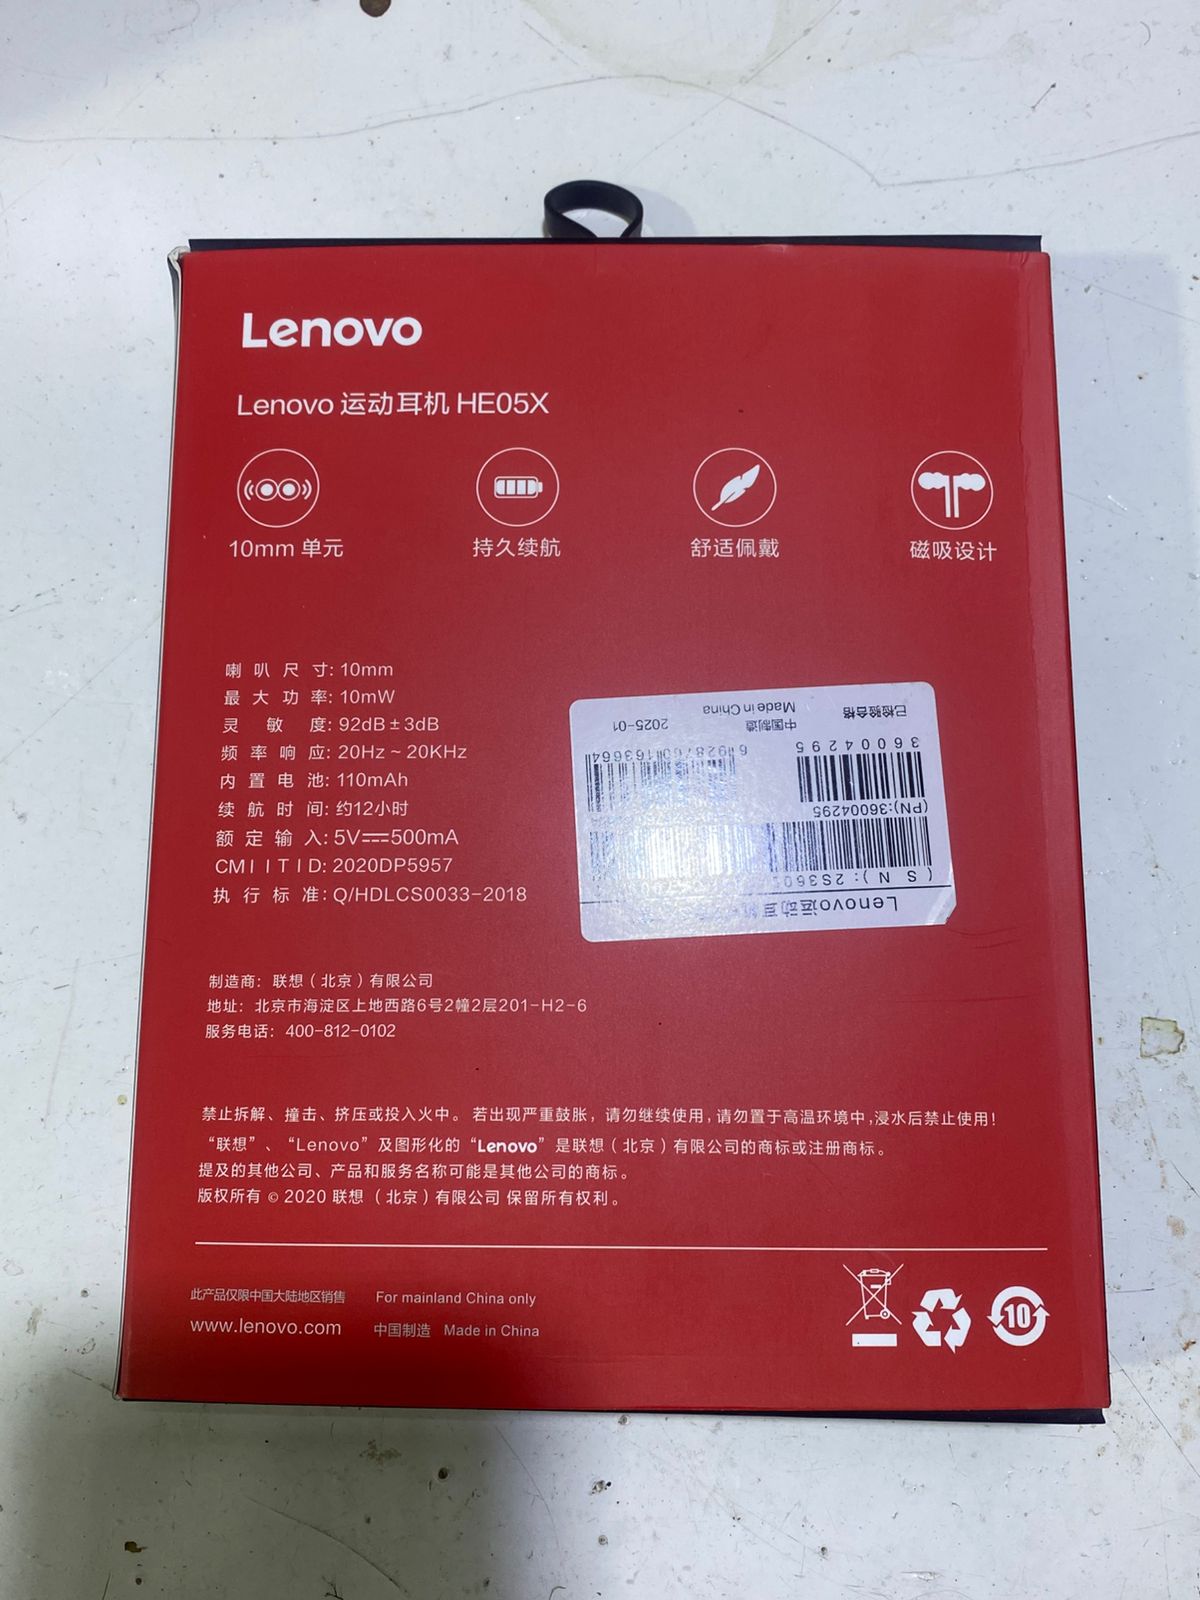 Lenovo
Lenovo 运动耳机 HE05X
10mm 单元
持久续航
舒适佩戴
磁吸设计
喇叭尺寸: 10mm
最大功率: 10mW
灵敏度: 92dB±3dB
频率响应: 20Hz~20KHz
内置电池: 110mAh
续航时间: 约12小时
额定输入: 5V⎓500mA
CMIIT ID: 2020DP5957
执行标准: Q/HDLCS0033-2018
Lenovo运动耳机
(SN):2S360
(PN):36004295
36004295
已检验合格
中国制造
Made in China
2025-01
制造商: 联想（北京）有限公司
地址: 北京市海淀区上地西路6号2幢2层201-H2-6
服务电话: 400-812-0102
禁止拆解、撞击、挤压或投入火中。若出现严重鼓胀，请勿继续使用，请勿置于高温环境中，浸水后禁止使用！
“联想”、“Lenovo”及图形化的“Lenovo”是联想（北京）有限公司的商标或注册商标。
提及的其他公司、产品和服务名称可能是其他公司的商标。
版权所有 © 2020 联想（北京）有限公司 保留所有权利。
此产品仅限中国大陆地区销售 For mainland China only
www.lenovo.com 中国制造 Made in China
10